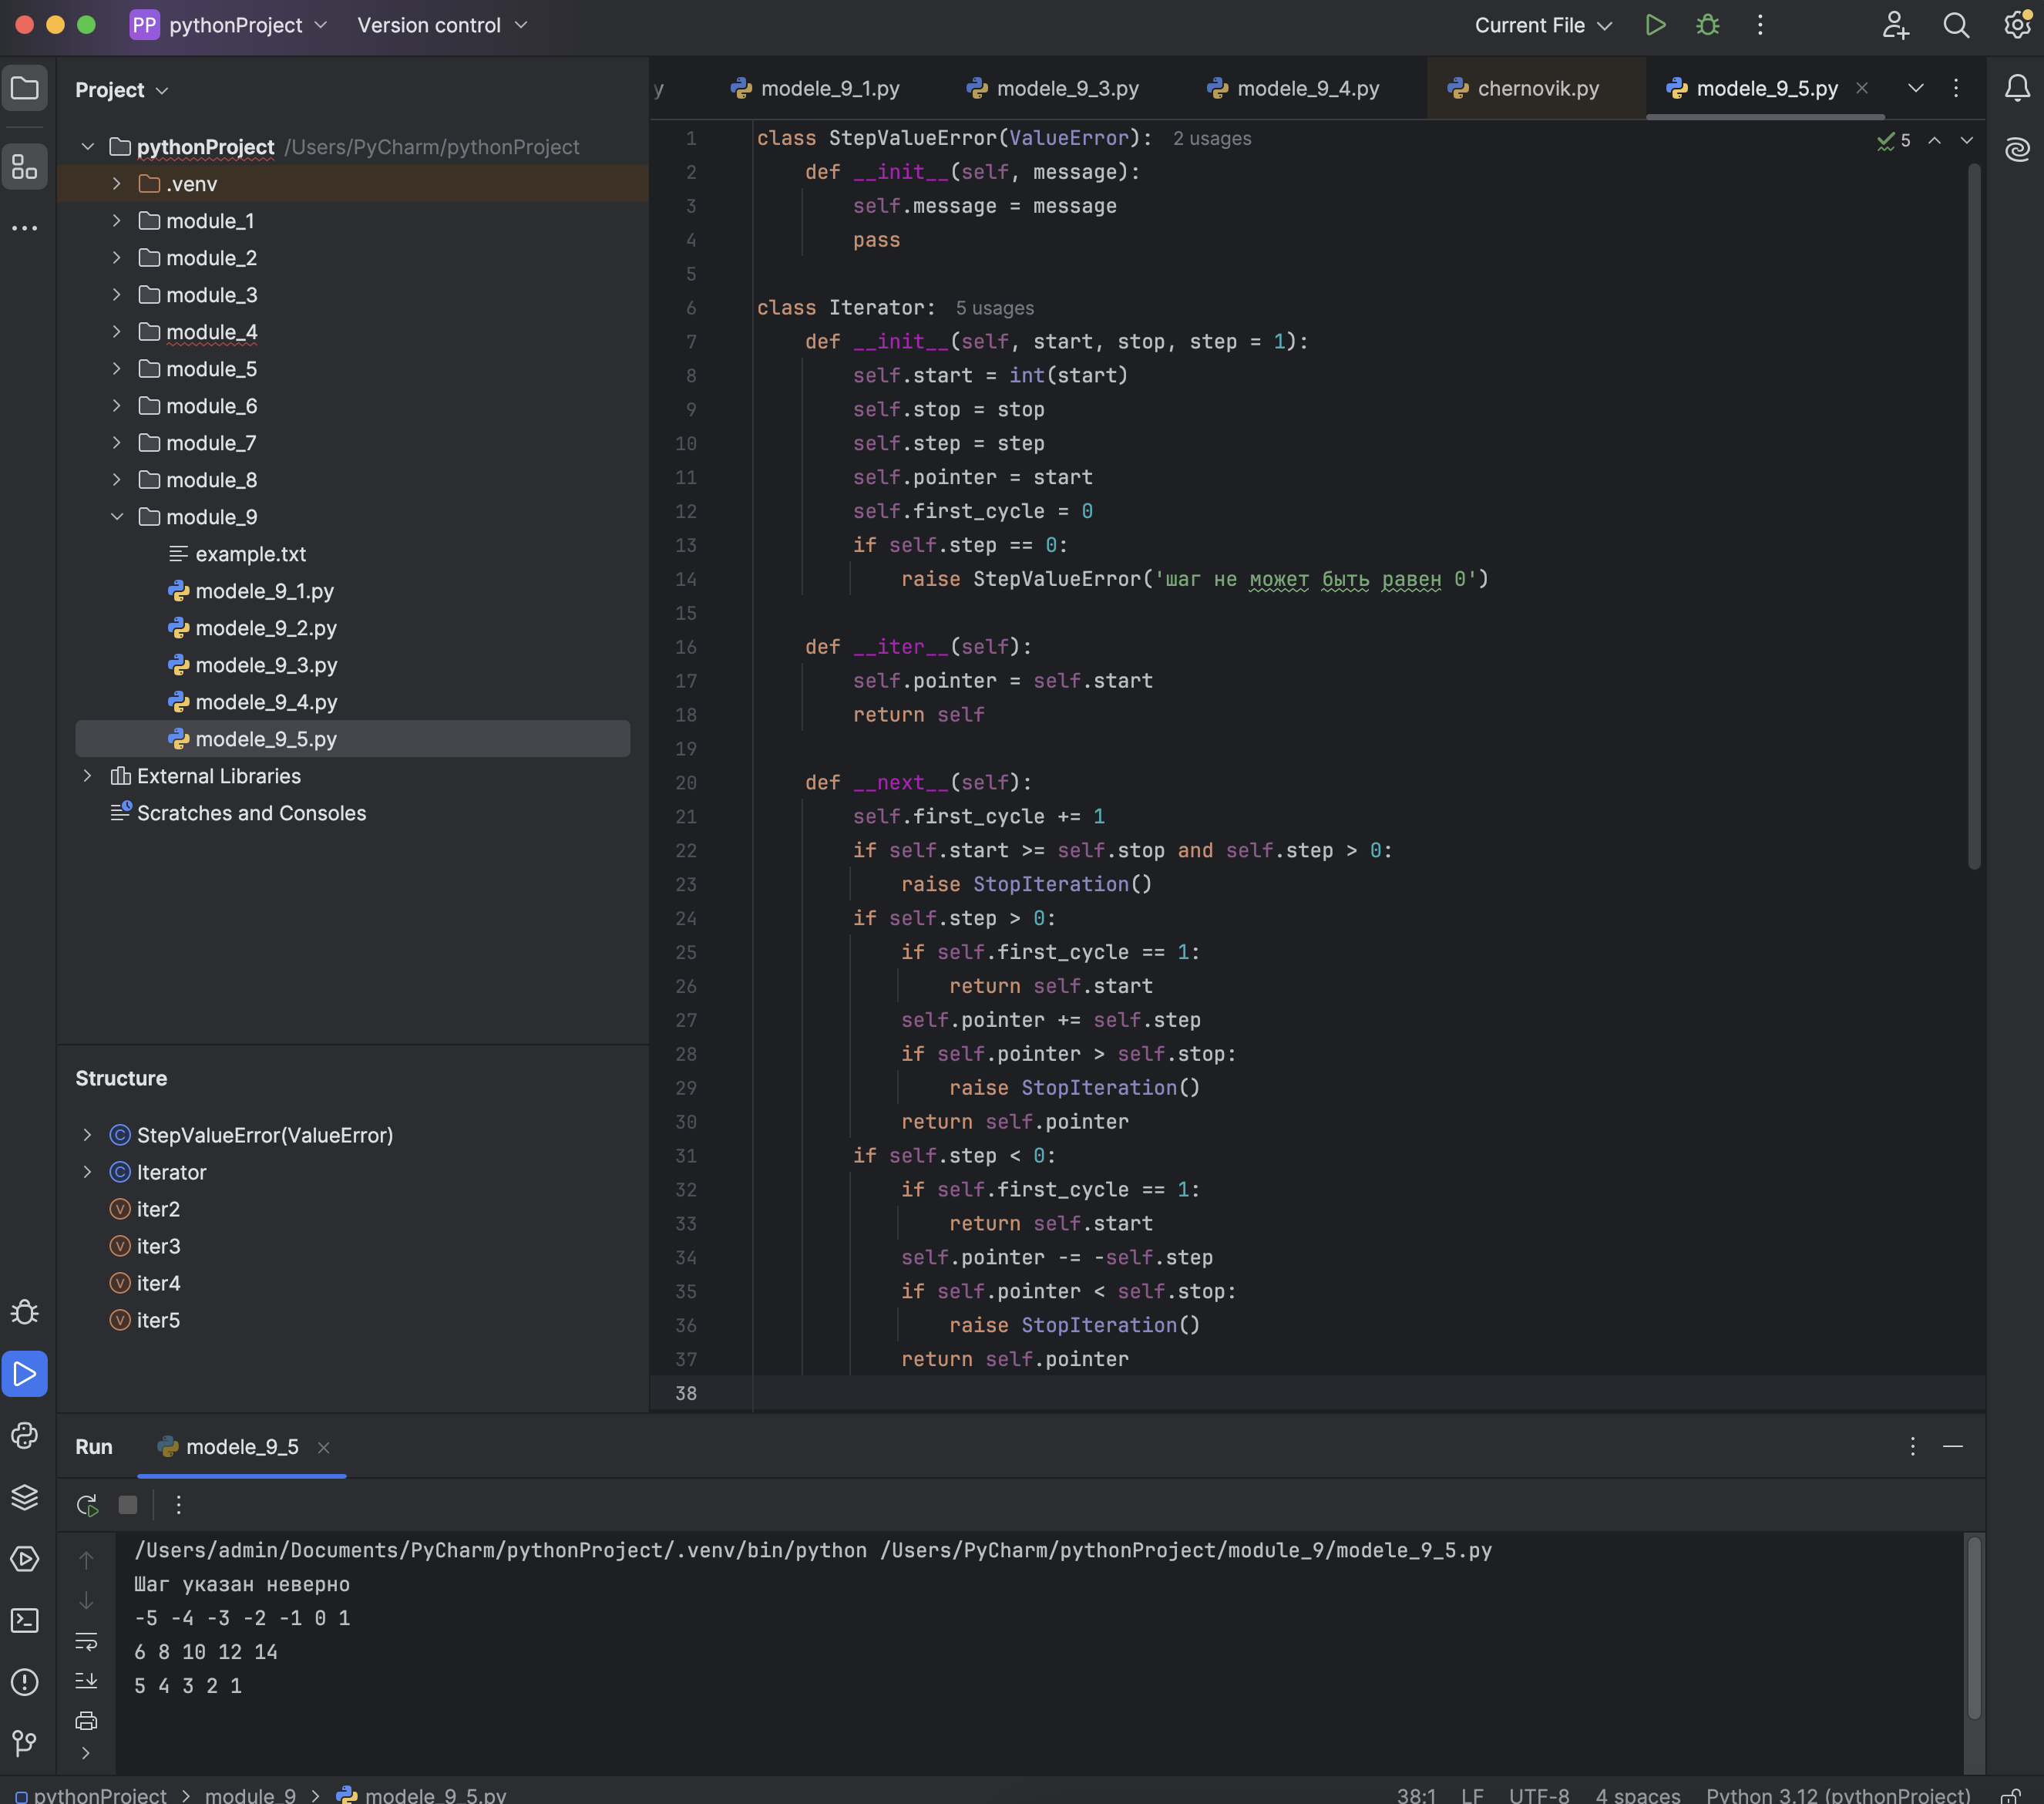 PP pythonProject Version control Current File
Project
y modele_9_1.py modele_9_3.py modele_9_4.py chernovik.py modele_9_5.py
pythonProject /Users/PyCharm/pythonProject
.venv
module_1
module_2
module_3
module_4
module_5
module_6
module_7
module_8
module_9
example.txt
modele_9_1.py
modele_9_2.py
modele_9_3.py
modele_9_4.py
modele_9_5.py
External Libraries
Scratches and Consoles
Structure
StepValueError(ValueError)
Iterator
iter2
iter3
iter4
iter5
5
1 class StepValueError(ValueError): 2 usages
2     def __init__(self, message):
3         self.message = message
4         pass
5
6 class Iterator: 5 usages
7     def __init__(self, start, stop, step = 1):
8         self.start = int(start)
9         self.stop = stop
10         self.step = step
11         self.pointer = start
12         self.first_cycle = 0
13         if self.step == 0:
14             raise StepValueError('шаг не может быть равен 0')
15
16     def __iter__(self):
17         self.pointer = self.start
18         return self
19
20     def __next__(self):
21         self.first_cycle += 1
22         if self.start >= self.stop and self.step > 0:
23             raise StopIteration()
24         if self.step > 0:
25             if self.first_cycle == 1:
26                 return self.start
27             self.pointer += self.step
28             if self.pointer > self.stop:
29                 raise StopIteration()
30             return self.pointer
31         if self.step < 0:
32             if self.first_cycle == 1:
33                 return self.start
34             self.pointer -= -self.step
35             if self.pointer < self.stop:
36                 raise StopIteration()
37             return self.pointer
38
Run modele_9_5
/Users/admin/Documents/PyCharm/pythonProject/.venv/bin/python /Users/PyCharm/pythonProject/module_9/modele_9_5.py
Шаг указан неверно
-5 -4 -3 -2 -1 0 1
6 8 10 12 14
5 4 3 2 1
pythonProject > module_9 > modele_9_5.py 38:1 LF UTF-8 4 spaces Python 3.12 (pythonProject)